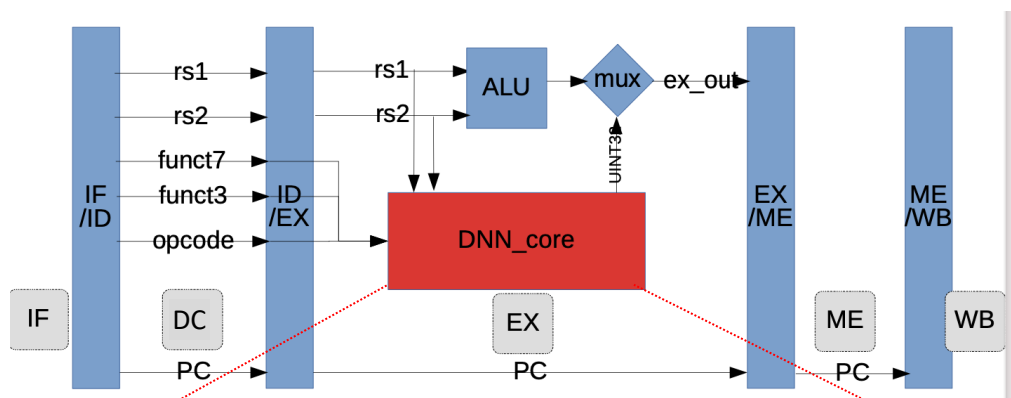 rs1
rs1
ALU
mux
ex_out
rs2
rs2
UINT32
funct7
IF
/ID
funct3
ID
/EX
EX
/ME
ME
/WB
opcode
DNN_core
IF
DC
EX
ME
WB
PC
PC
PC